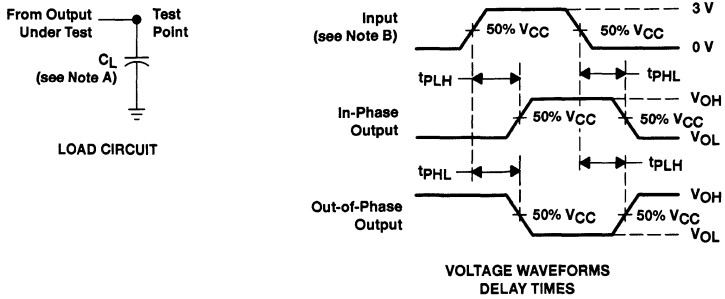 From Output
Under Test
Test
Point
CL
(see Note A)
LOAD CIRCUIT
Input
(see Note B)
50% VCC
50% VCC
3 V
0 V
tPLH
tPHL
In-Phase
Output
50% VCC
50% VCC
VOH
VOL
tPHL
tPLH
Out-of-Phase
Output
50% VCC
50% VCC
VOH
VOL
VOLTAGE WAVEFORMS
DELAY TIMES